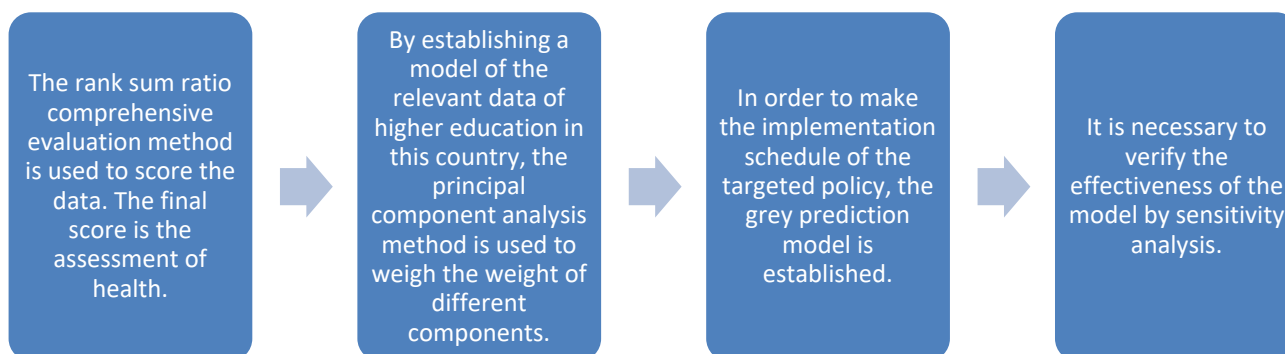 The rank sum ratio
comprehensive
evaluation method
is used to score the
data. The final
score is the
assessment of
health.
By establishing a
model of the
relevant data of
higher education in
this country, the
principal
component analysis
method is used to
weigh the weight of
different
components.
In order to make
the implementation
schedule of the
targeted policy, the
grey prediction
model is
established.
It is necessary to
verify the
effectiveness of the
model by sensitivity
analysis.